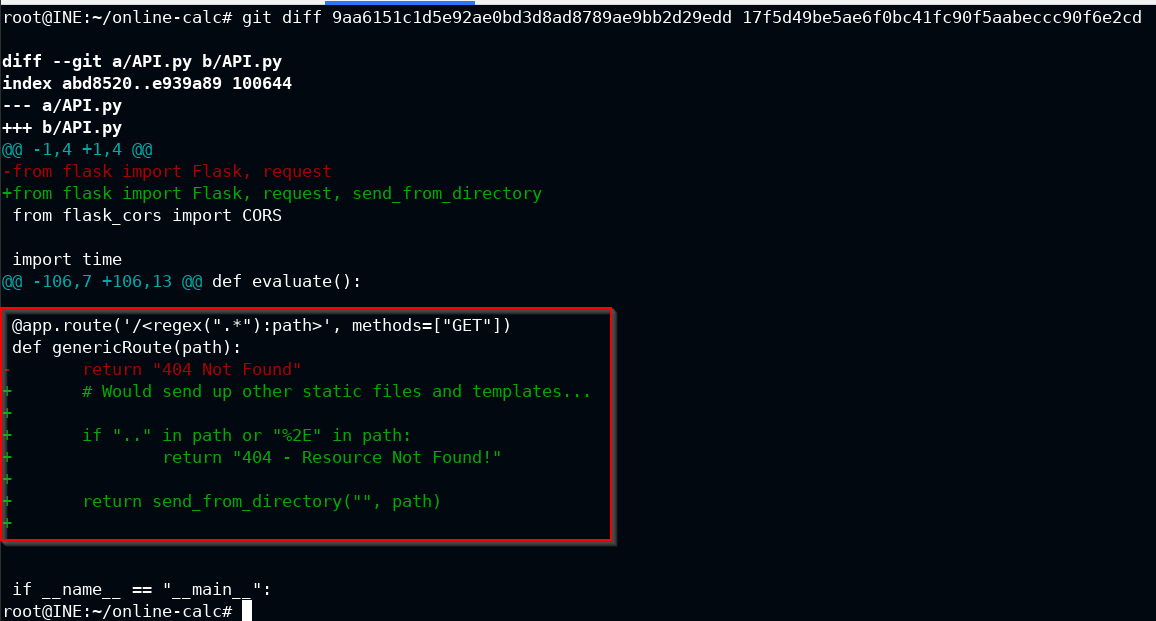 root@INE:~/online-calc# git diff 9aa6151c1d5e92ae0bd3d8ad8789ae9bb2d29edd 17f5d49be5ae6f0bc41fc90f5aabeccc90f6e2cd
diff --git a/API.py b/API.py
index abd8520..e939a89 100644
--- a/API.py
+++ b/API.py
@@ -1,4 +1,4 @@
-from flask import Flask, request
+from flask import Flask, request, send_from_directory
 from flask_cors import CORS
 import time
@@ -106,7 +106,13 @@ def evaluate():
 @app.route('/<regex(".*"):path>', methods=["GET"])
 def genericRoute(path):
-       return "404 Not Found"
+       # Would send up other static files and templates...
+
+       if ".." in path or "%2E" in path:
+               return "404 - Resource Not Found!"
+
+       return send_from_directory("", path)
+
 if __name__ == "__main__":
root@INE:~/online-calc#